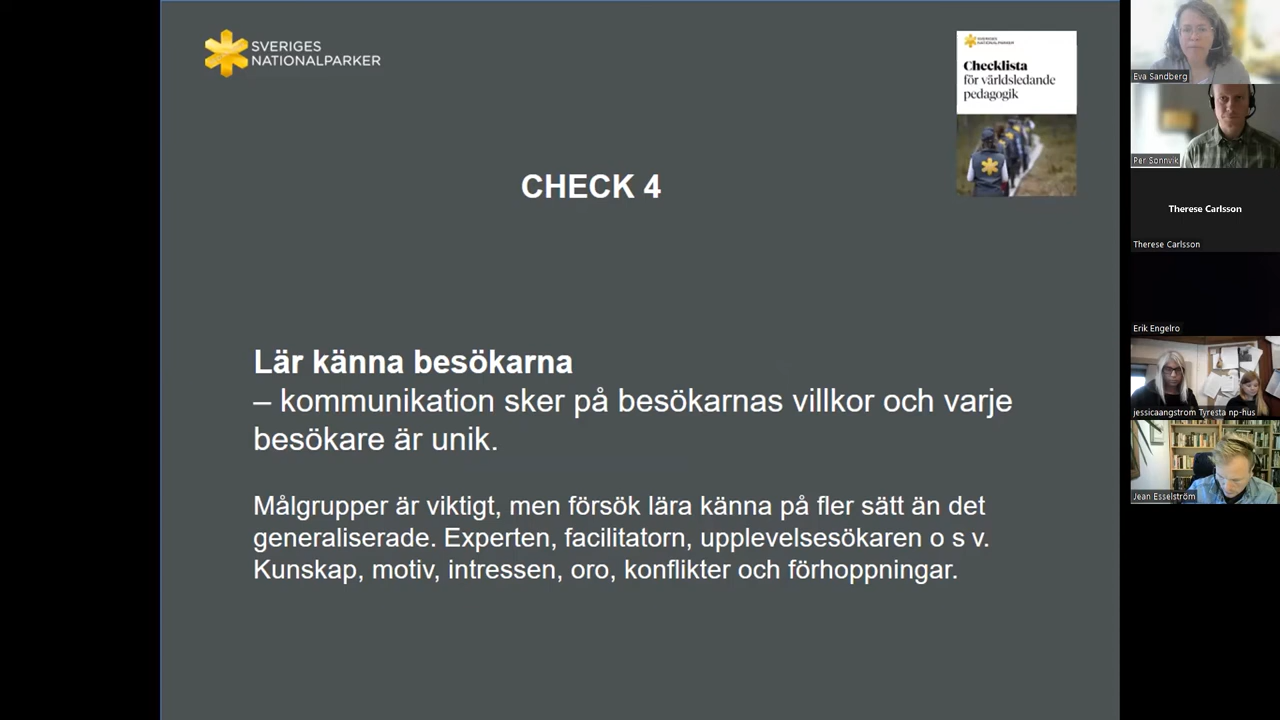 SVERIGES
NATIONALPARKER
SVERIGES
NATIONALPARKER
Checklista
för världsledande
pedagogik
CHECK 4
Lär känna besökarna
– kommunikation sker på besökarnas villkor och varje
besökare är unik.
Målgrupper är viktigt, men försök lära känna på fler sätt än det
generaliserade. Experten, facilitatorn, upplevelsesökaren o s v.
Kunskap, motiv, intressen, oro, konflikter och förhoppningar.
Eva Sandberg
Per Sonnvik
Therese Carlsson
Therese Carlsson
Erik Engelro
jessicaangstrom Tyresta np-hus
Jean Esselström